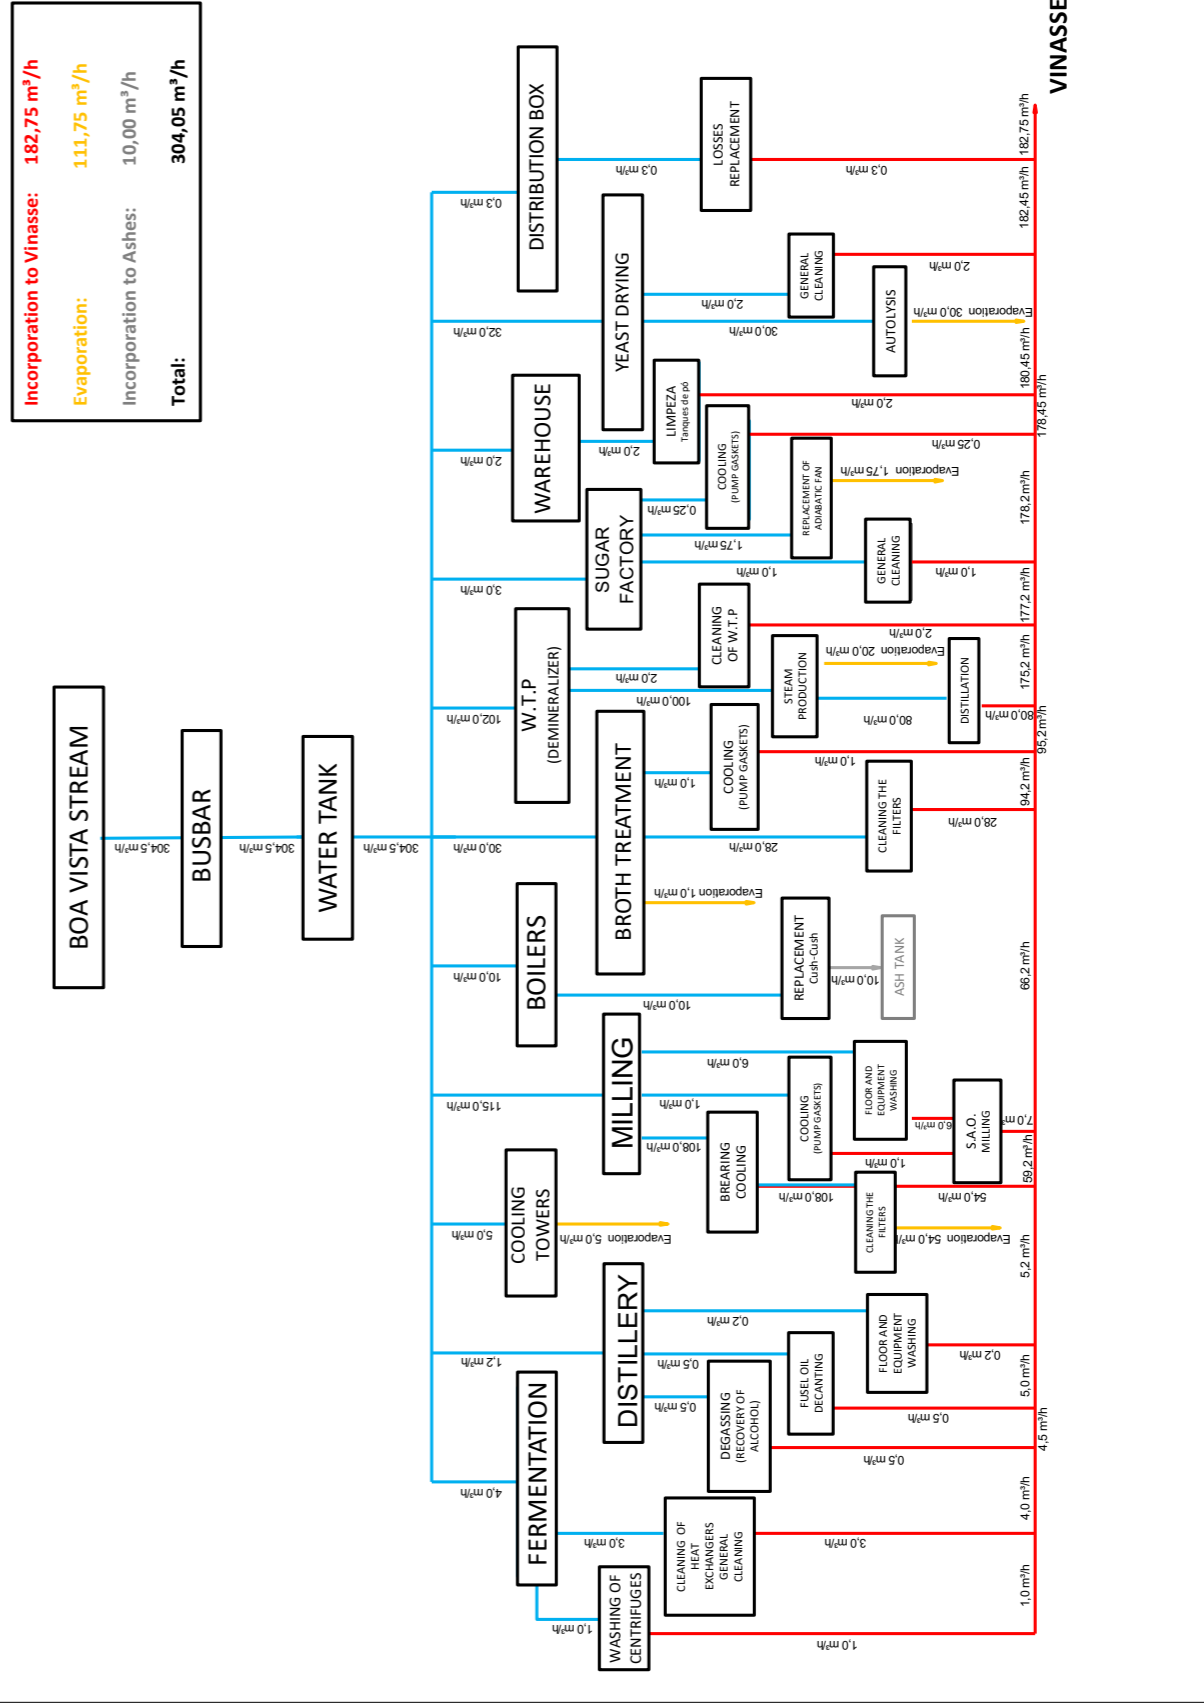 Incorporation to Vinasse: 182,75 m³/h
Evaporation: 111,75 m³/h
Incorporation to Ashes: 10,00 m³/h
Total: 304,05 m³/h
BOA VISTA STREAM
304,5 m³/h
BUSBAR
304,5 m³/h
WATER TANK
304,5 m³/h
4,0 m³/h
1,2 m³/h
5,0 m³/h
115,0 m³/h
10,0 m³/h
30,0 m³/h
102,0 m³/h
3,0 m³/h
2,0 m³/h
32,0 m³/h
0,3 m³/h
FERMENTATION
1,0 m³/h
WASHING OF
CENTRIFUGES
1,0 m³/h
3,0 m³/h
CLEANING OF
HEAT
EXCHANGERS
GENERAL
CLEANING
3,0 m³/h
DISTILLERY
0,5 m³/h
DEGASSING
(RECOVERY OF
ALCOHOL)
0,5 m³/h
0,5 m³/h
FUSEL OIL
DECANTING
0,5 m³/h
0,2 m³/h
FLOOR AND
EQUIPMENT
WASHING
0,2 m³/h
COOLING
TOWERS
Evaporation 5,0 m³/h
MILLING
108,0 m³/h
BREARING
COOLING
108,0 m³/h
CLEANING THE
FILTERS
Evaporation 54,0 m³/h
54,0 m³/h
1,0 m³/h
COOLING
(PUMP GASKETS)
1,0 m³/h
6,0 m³/h
FLOOR AND
EQUIPMENT
WASHING
6,0 m³/h
S.A.O.
MILLING
7,0 m³
BOILERS
10,0 m³/h
REPLACEMENT
Cush-Cush
10,0 m³/h
ASH TANK
BROTH TREATMENT
Evaporation 1,0 m³/h
28,0 m³/h
CLEANING THE
FILTERS
28,0 m³/h
1,0 m³/h
COOLING
(PUMP GASKETS)
1,0 m³/h
W.T.P
(DEMINERALIZER)
100,0 m³/h
STEAM
PRODUCTION
Evaporation 20,0 m³/h
80,0 m³/h
DISTILLATION
80,0 m³/h
2,0 m³/h
CLEANING
OF W.T.P
2,0 m³/h
SUGAR
FACTORY
1,0 m³/h
GENERAL
CLEANING
1,0 m³/h
1,75 m³/h
REPLACEMENT OF
ADIABATIC FAN
Evaporation 1,75 m³/h
0,25 m³/h
COOLING
(PUMP GASKETS)
0,25 m³/h
WAREHOUSE
2,0 m³/h
LIMPEZA
Tanques de pó
2,0 m³/h
YEAST DRYING
30,0 m³/h
AUTOLYSIS
Evaporation 30,0 m³/h
2,0 m³/h
GENERAL
CLEANING
2,0 m³/h
DISTRIBUTION BOX
0,3 m³/h
LOSSES
REPLACEMENT
0,3 m³/h
1,0 m³/h
4,0 m³/h
4,5 m³/h
5,0 m³/h
5,2 m³/h
59,2 m³/h
66,2 m³/h
94,2 m³/h
95,2 m³/h
175,2 m³/h
177,2 m³/h
178,2 m³/h
178,45 m³/h
180,45 m³/h
182,45 m³/h
182,75 m³/h
VINASSE